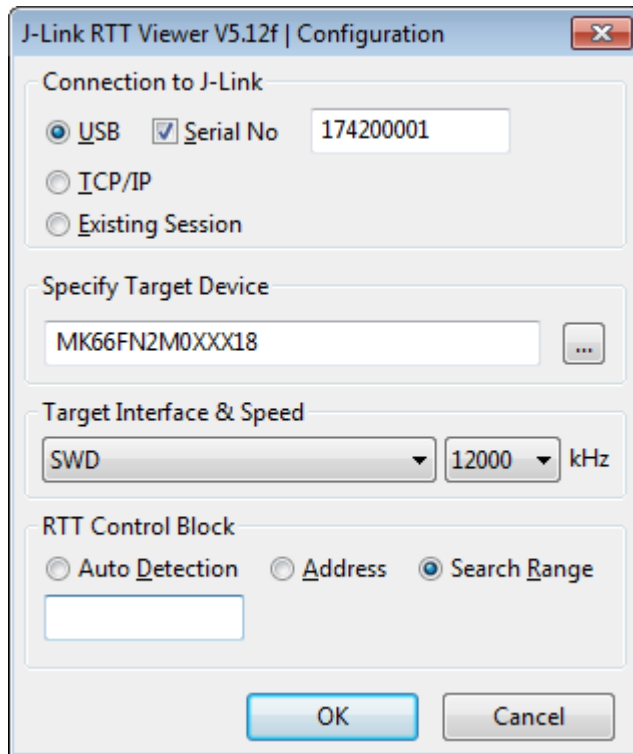 J-Link RTT Viewer V5.12f | Configuration
Connection to J-Link
USB Serial No 174200001
TCP/IP
Existing Session
Specify Target Device
MK66FN2M0XXX18 ...
Target Interface & Speed
SWD 12000 kHz
RTT Control Block
Auto Detection Address Search Range
OK Cancel